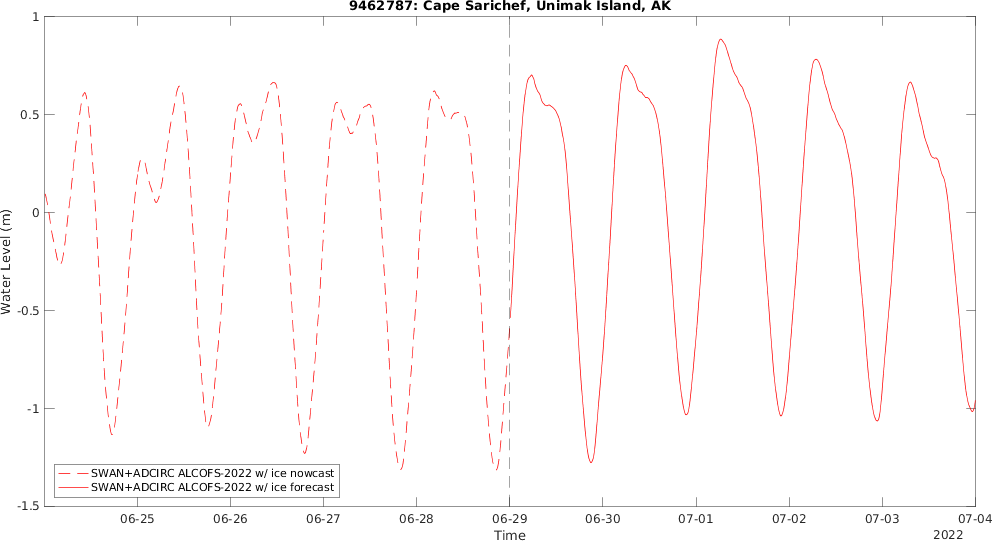 9462787: Cape Sarichef, Unimak Island, AK
1
0.5
0
-0.5
-1
-1.5
Water Level (m)
SWAN+ADCIRC ALCOFS-2022 w/ ice nowcast
SWAN+ADCIRC ALCOFS-2022 w/ ice forecast
06-25 06-26 06-27 06-28 06-29 06-30 07-01 07-02 07-03 07-04
Time
2022